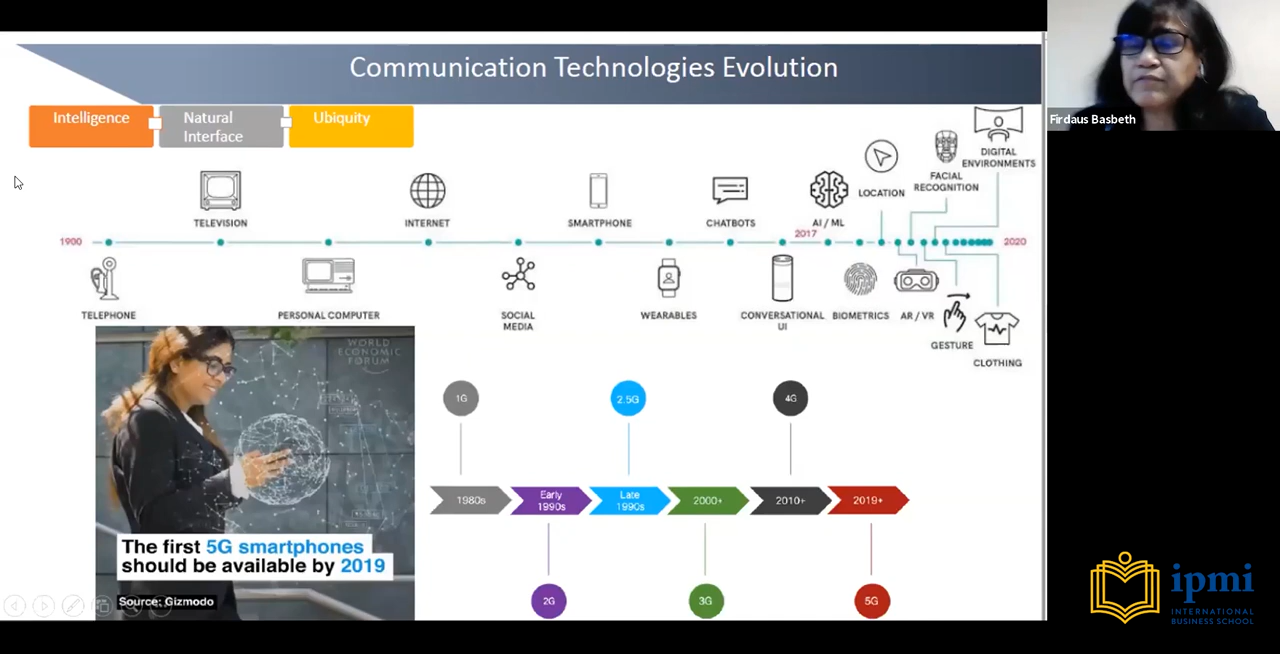 Communication Technologies Evolution
Firdaus Basbeth
Intelligence
Natural
Interface
Ubiquity
TELEVISION
INTERNET
SMARTPHONE
CHATBOTS
AI / ML
LOCATION
FACIAL
RECOGNITION
DIGITAL
ENVIRONMENTS
1900
2017
2020
TELEPHONE
PERSONAL COMPUTER
SOCIAL
MEDIA
WEARABLES
CONVERSATIONAL
UI
BIOMETRICS
AR / VR
GESTURE
CLOTHING
WORLD
ECONOMIC
FORUM
The first 5G smartphones
should be available by 2019
Source: Gizmodo
1G
2.5G
4G
1980s
Early
1990s
Late
1990s
2000+
2010+
2019+
2G
3G
5G
ipmi
INTERNATIONAL
BUSINESS SCHOOL